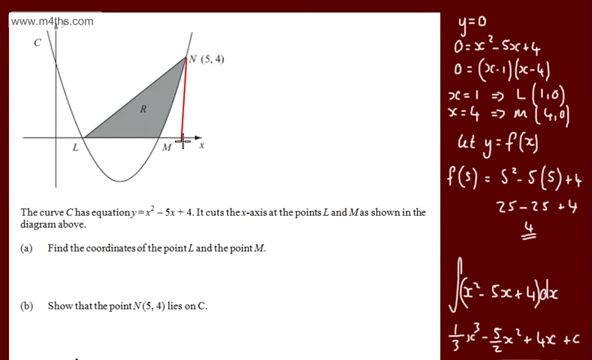 www.m4ths.com
C
N (5, 4)
R
L
M
x
The curve C has equation y = x² – 5x + 4. It cuts the x-axis at the points L and M as shown in the
diagram above.
(a) Find the coordinates of the point L and the point M.
(b) Show that the point N (5, 4) lies on C.
y=0
0=x²-5x+4
0=(x-1)(x-4)
x=1 ⇒ L (1,0)
x=4 ⇒ M (4,0)
let y=f(x)
f(5) = 5²-5(5)+4
25-25+4
4
∫(x²-5x+4)dx
1/3x³-5/2x²+4x+c